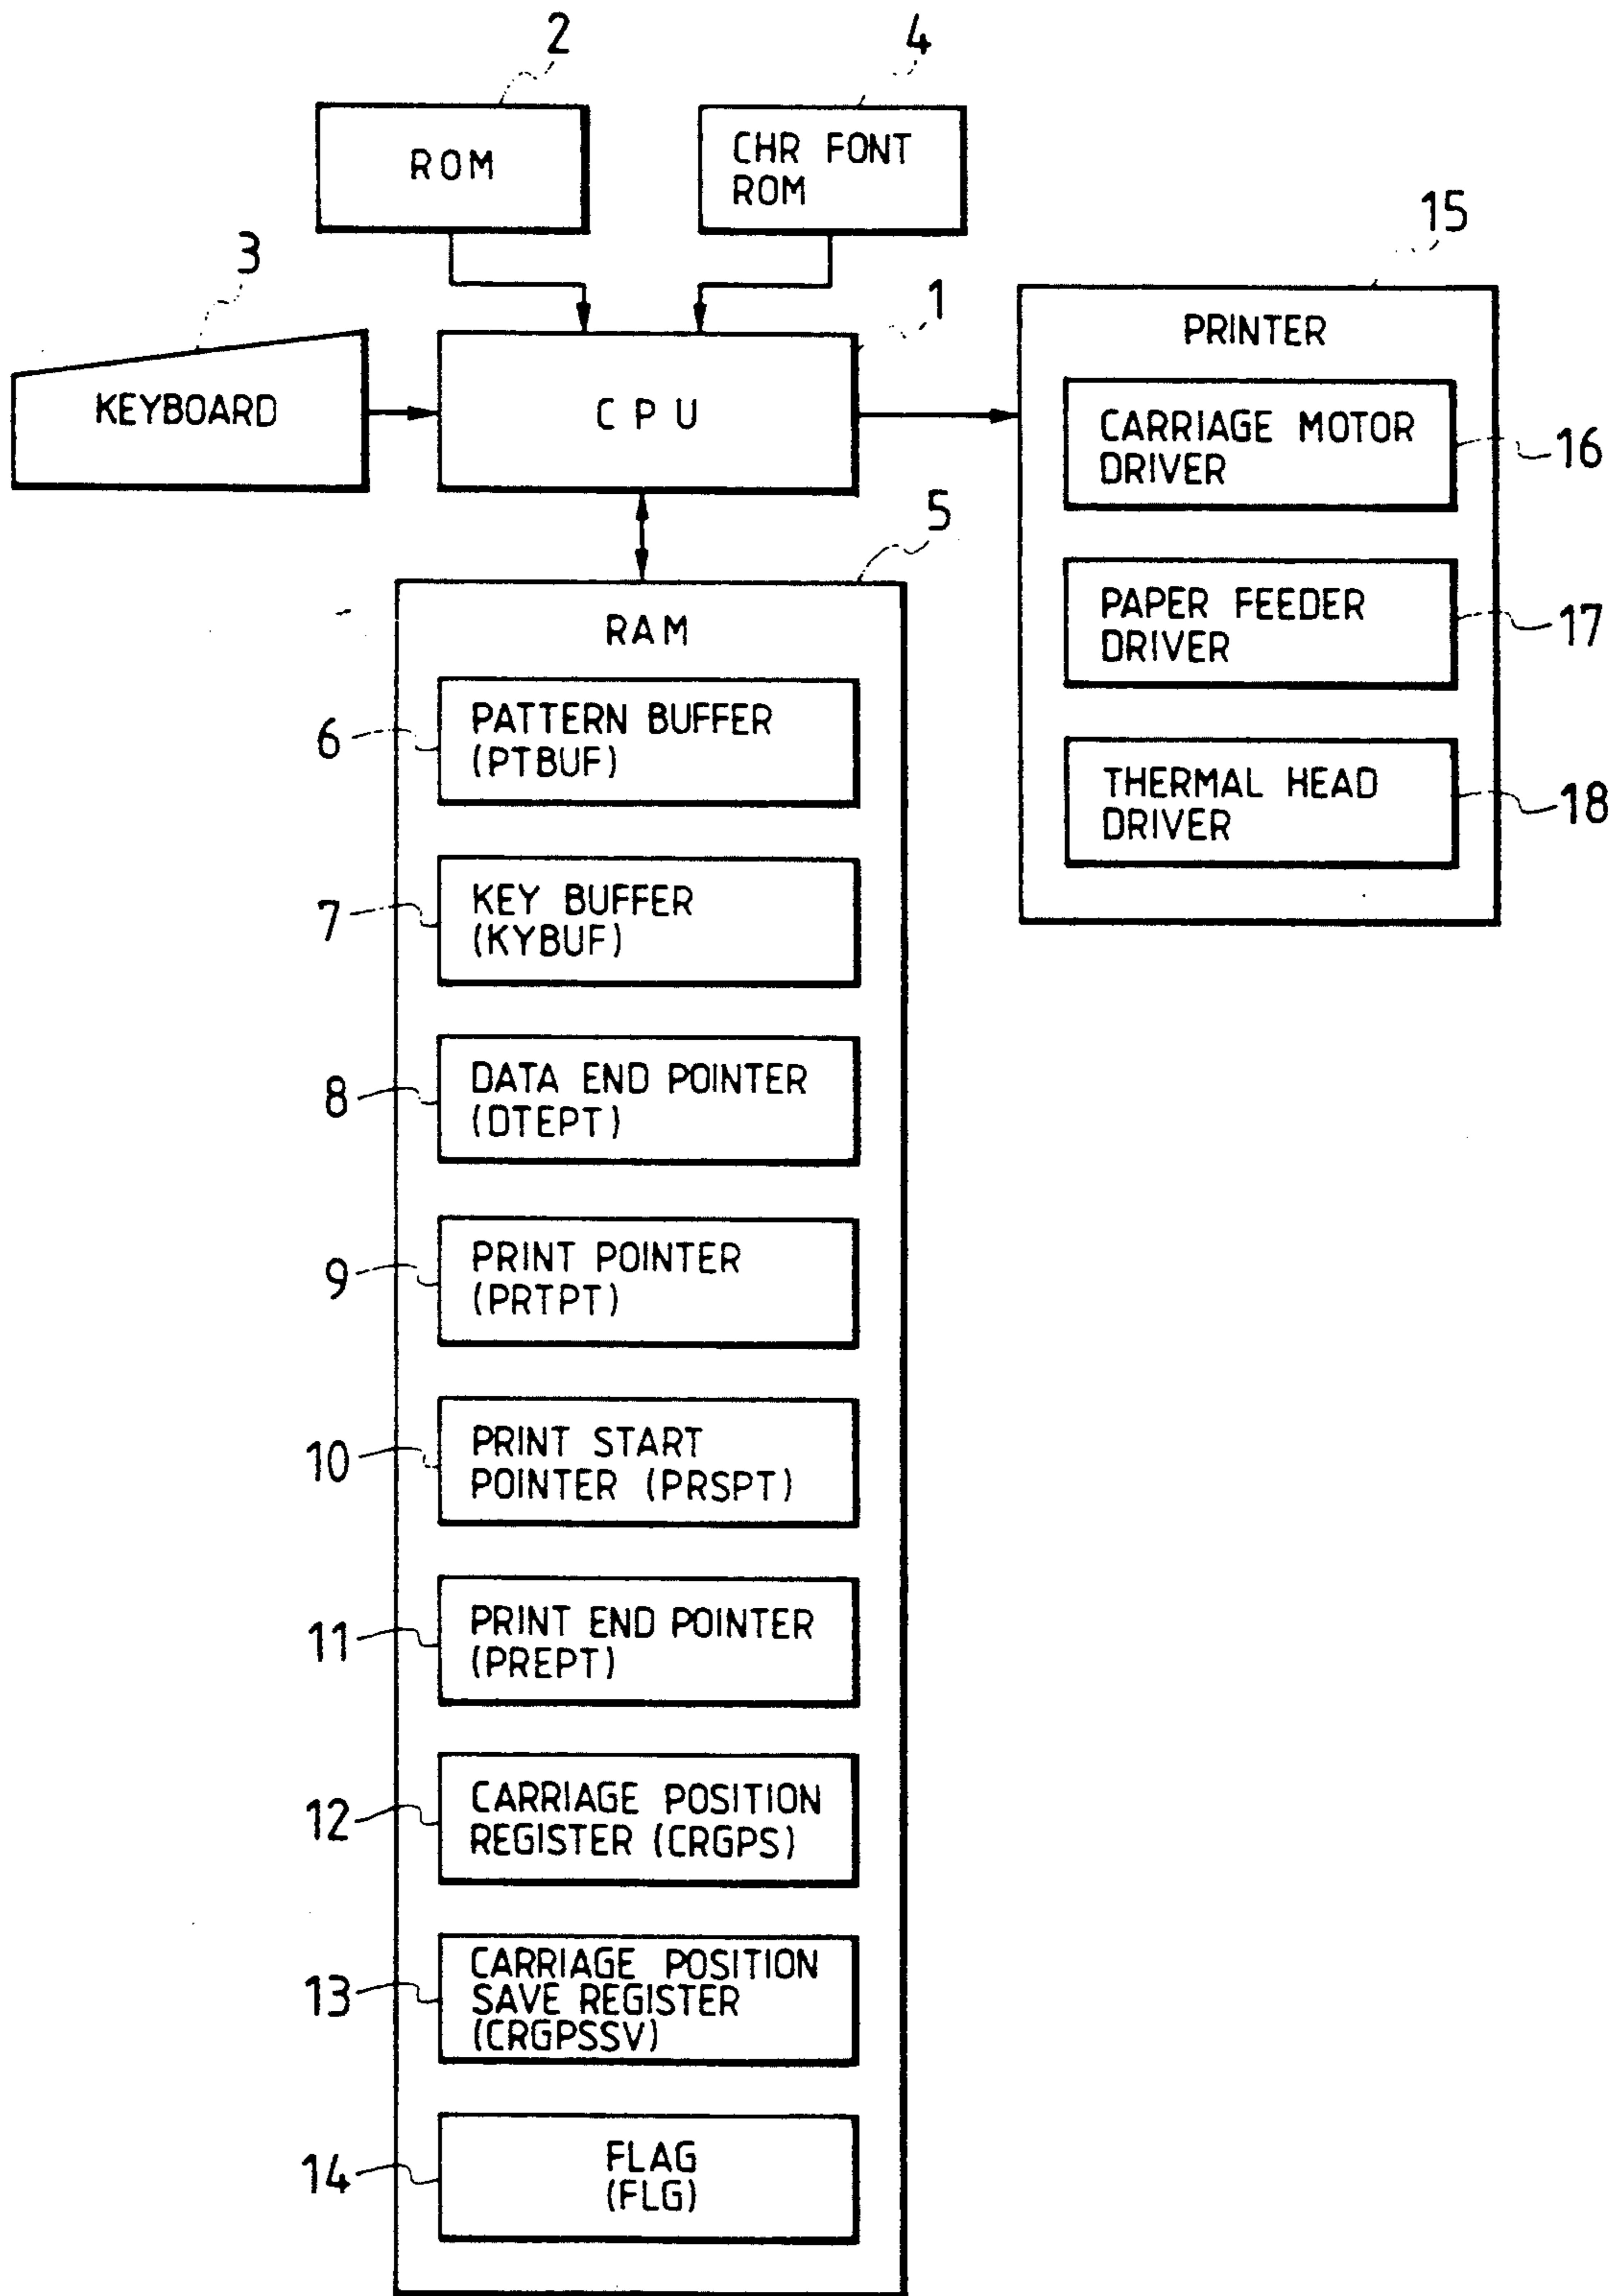 2
4
ROM
CHR FONT
ROM
3
1
15
KEYBOARD
CPU
PRINTER
CARRIAGE MOTOR
DRIVER
16
PAPER FEEDER
DRIVER
17
THERMAL HEAD
DRIVER
18
5
RAM
6
PATTERN BUFFER
(PTBUF)
7
KEY BUFFER
(KYBUF)
8
DATA END POINTER
(DTEPT)
9
PRINT POINTER
(PRTPT)
10
PRINT START
POINTER (PRSPT)
11
PRINT END POINTER
(PREPT)
12
CARRIAGE POSITION
REGISTER (CRGPS)
13
CARRIAGE POSITION
SAVE REGISTER
(CRGPSSV)
14
FLAG
(FLG)